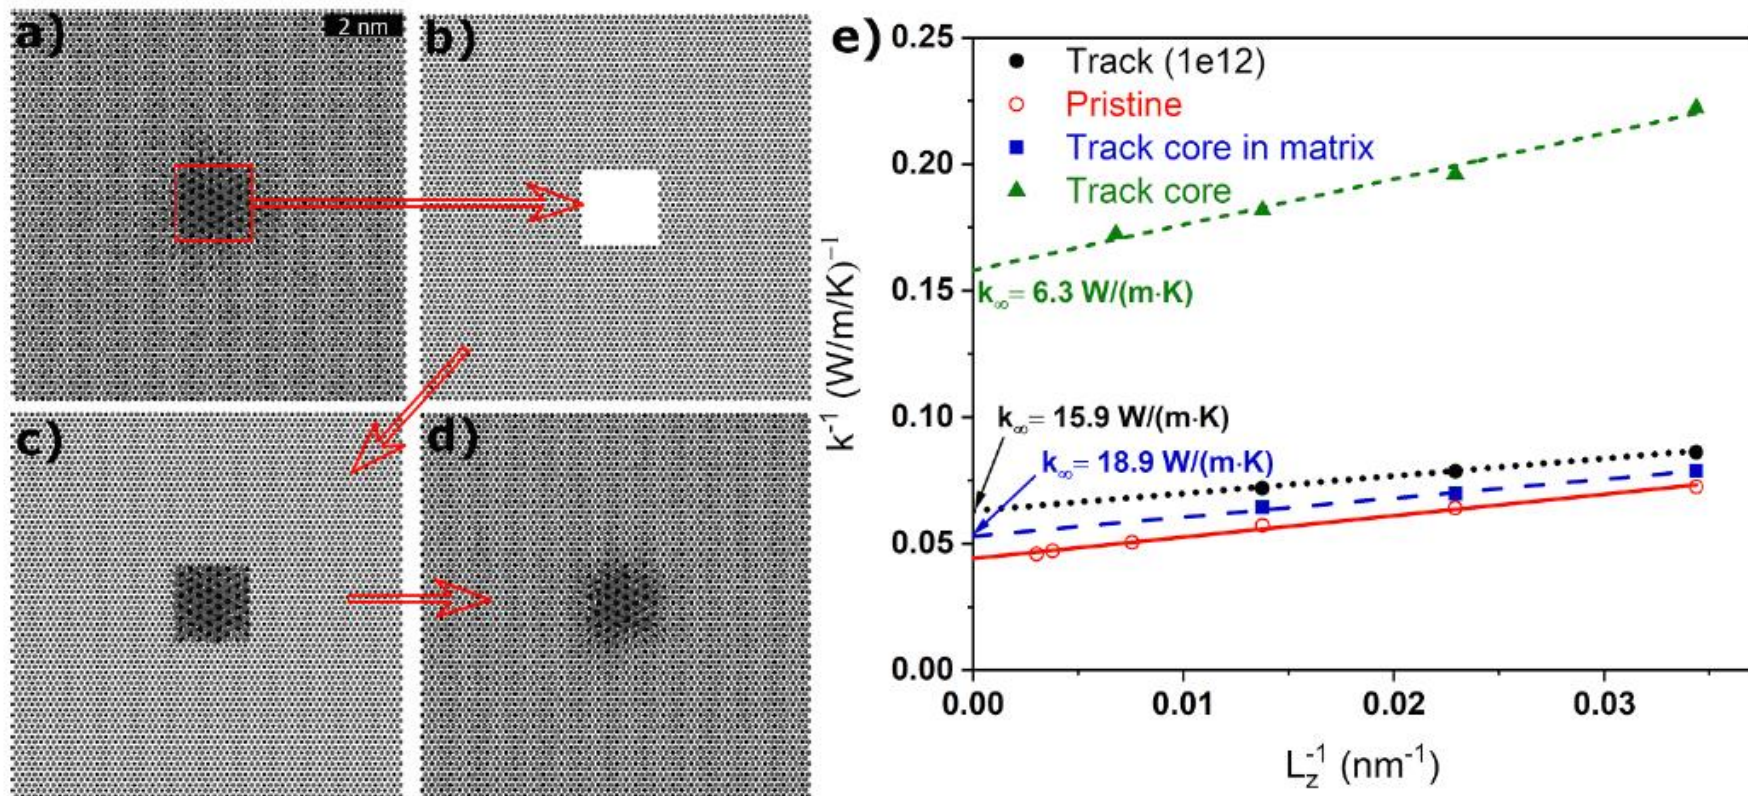 a)
2 nm
b)
c)
d)
e)
0.25
0.20
0.15
0.10
0.05
0.00
k⁻¹ (W/m/K)⁻¹
Track (1e12)
Pristine
Track core in matrix
Track core
k∞= 6.3 W/(m·K)
k∞= 15.9 W/(m·K)
k∞= 18.9 W/(m·K)
0.00 0.01 0.02 0.03
L_z⁻¹ (nm⁻¹)